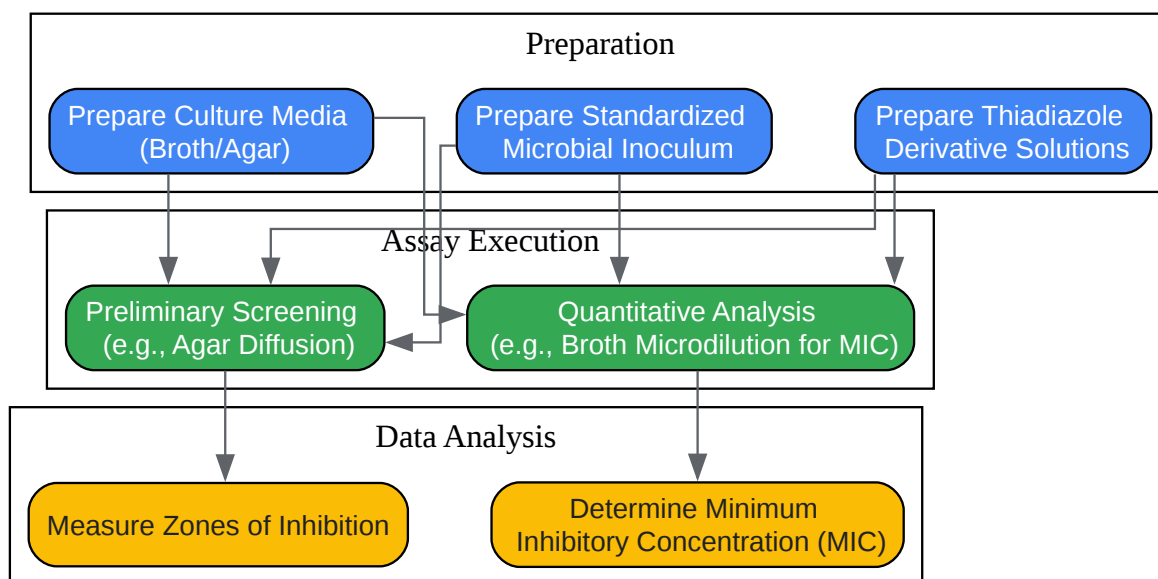 Preparation
Prepare Culture Media
(Broth/Agar)
Prepare Standardized
Microbial Inoculum
Prepare Thiadiazole
Derivative Solutions
Assay Execution
Preliminary Screening
(e.g., Agar Diffusion)
Quantitative Analysis
(e.g., Broth Microdilution for MIC)
Data Analysis
Measure Zones of Inhibition
Determine Minimum
Inhibitory Concentration (MIC)